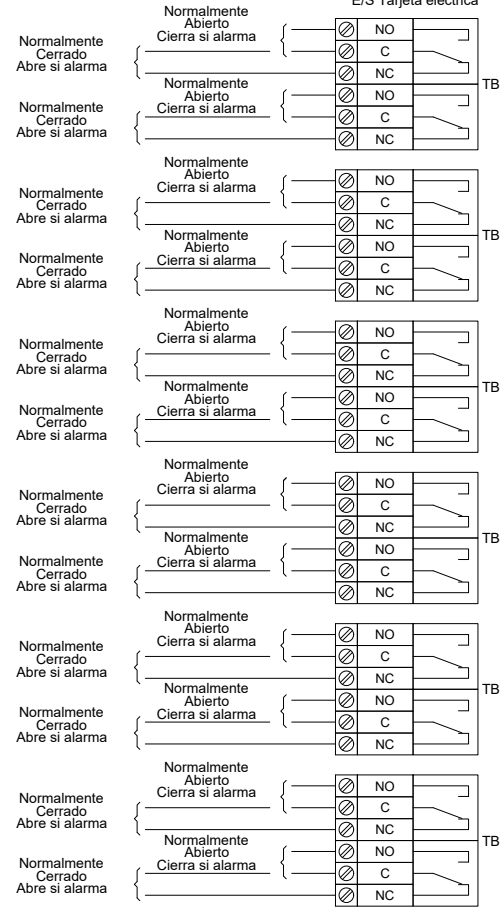 E/S Tarjeta eléctrica
Normalmente
Abierto
Cierra si alarma
Normalmente
Cerrado
Abre si alarma
NO
C
NC
Normalmente
Abierto
Cierra si alarma
Normalmente
Cerrado
Abre si alarma
NO
C
NC
TB
Normalmente
Abierto
Cierra si alarma
Normalmente
Cerrado
Abre si alarma
NO
C
NC
Normalmente
Abierto
Cierra si alarma
Normalmente
Cerrado
Abre si alarma
NO
C
NC
TB
Normalmente
Abierto
Cierra si alarma
Normalmente
Cerrado
Abre si alarma
NO
C
NC
Normalmente
Abierto
Cierra si alarma
Normalmente
Cerrado
Abre si alarma
NO
C
NC
TB
Normalmente
Abierto
Cierra si alarma
Normalmente
Cerrado
Abre si alarma
NO
C
NC
Normalmente
Abierto
Cierra si alarma
Normalmente
Cerrado
Abre si alarma
NO
C
NC
TB
Normalmente
Abierto
Cierra si alarma
Normalmente
Cerrado
Abre si alarma
NO
C
NC
Normalmente
Abierto
Cierra si alarma
Normalmente
Cerrado
Abre si alarma
NO
C
NC
TB
Normalmente
Abierto
Cierra si alarma
Normalmente
Cerrado
Abre si alarma
NO
C
NC
Normalmente
Abierto
Cierra si alarma
Normalmente
Cerrado
Abre si alarma
NO
C
NC
TB